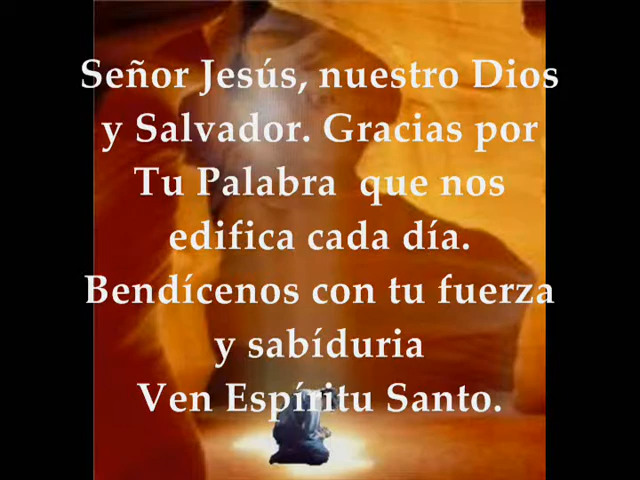 Señor Jesús, nuestro Dios
y Salvador. Gracias por
Tu Palabra que nos
edifica cada día.
Bendícenos con tu fuerza
y sabíduria
Ven Espíritu Santo.